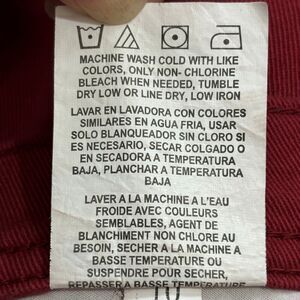 MACHINE WASH COLD WITH LIKE
COLORS, ONLY NON- CHLORINE
BLEACH WHEN NEEDED, TUMBLE
DRY LOW OR LINE DRY, LOW IRON
LAVAR EN LAVADORA CON COLORES
SIMILARES EN AGUA FRIA, USAR
SOLO BLANQUEADOR SIN CLORO SI
ES NECESARIO, SECAR COLGADO O
EN SECADORA A TEMPERATURA
BAJA, PLANCHAR A TEMPERATURA
BAJA
LAVER A LA MACHINE A L'EAU
FROIDE AVEC COULEURS
SEMBLABLES, AGENT DE
BLANCHIMENT NON CHLORE AU
BESOIN, SECHER A LA MACHINE A
BASSE TEMPERATURE OU
SUSPENDRE POUR SECHER,
REPASSER A BASSE TEMPERATURE